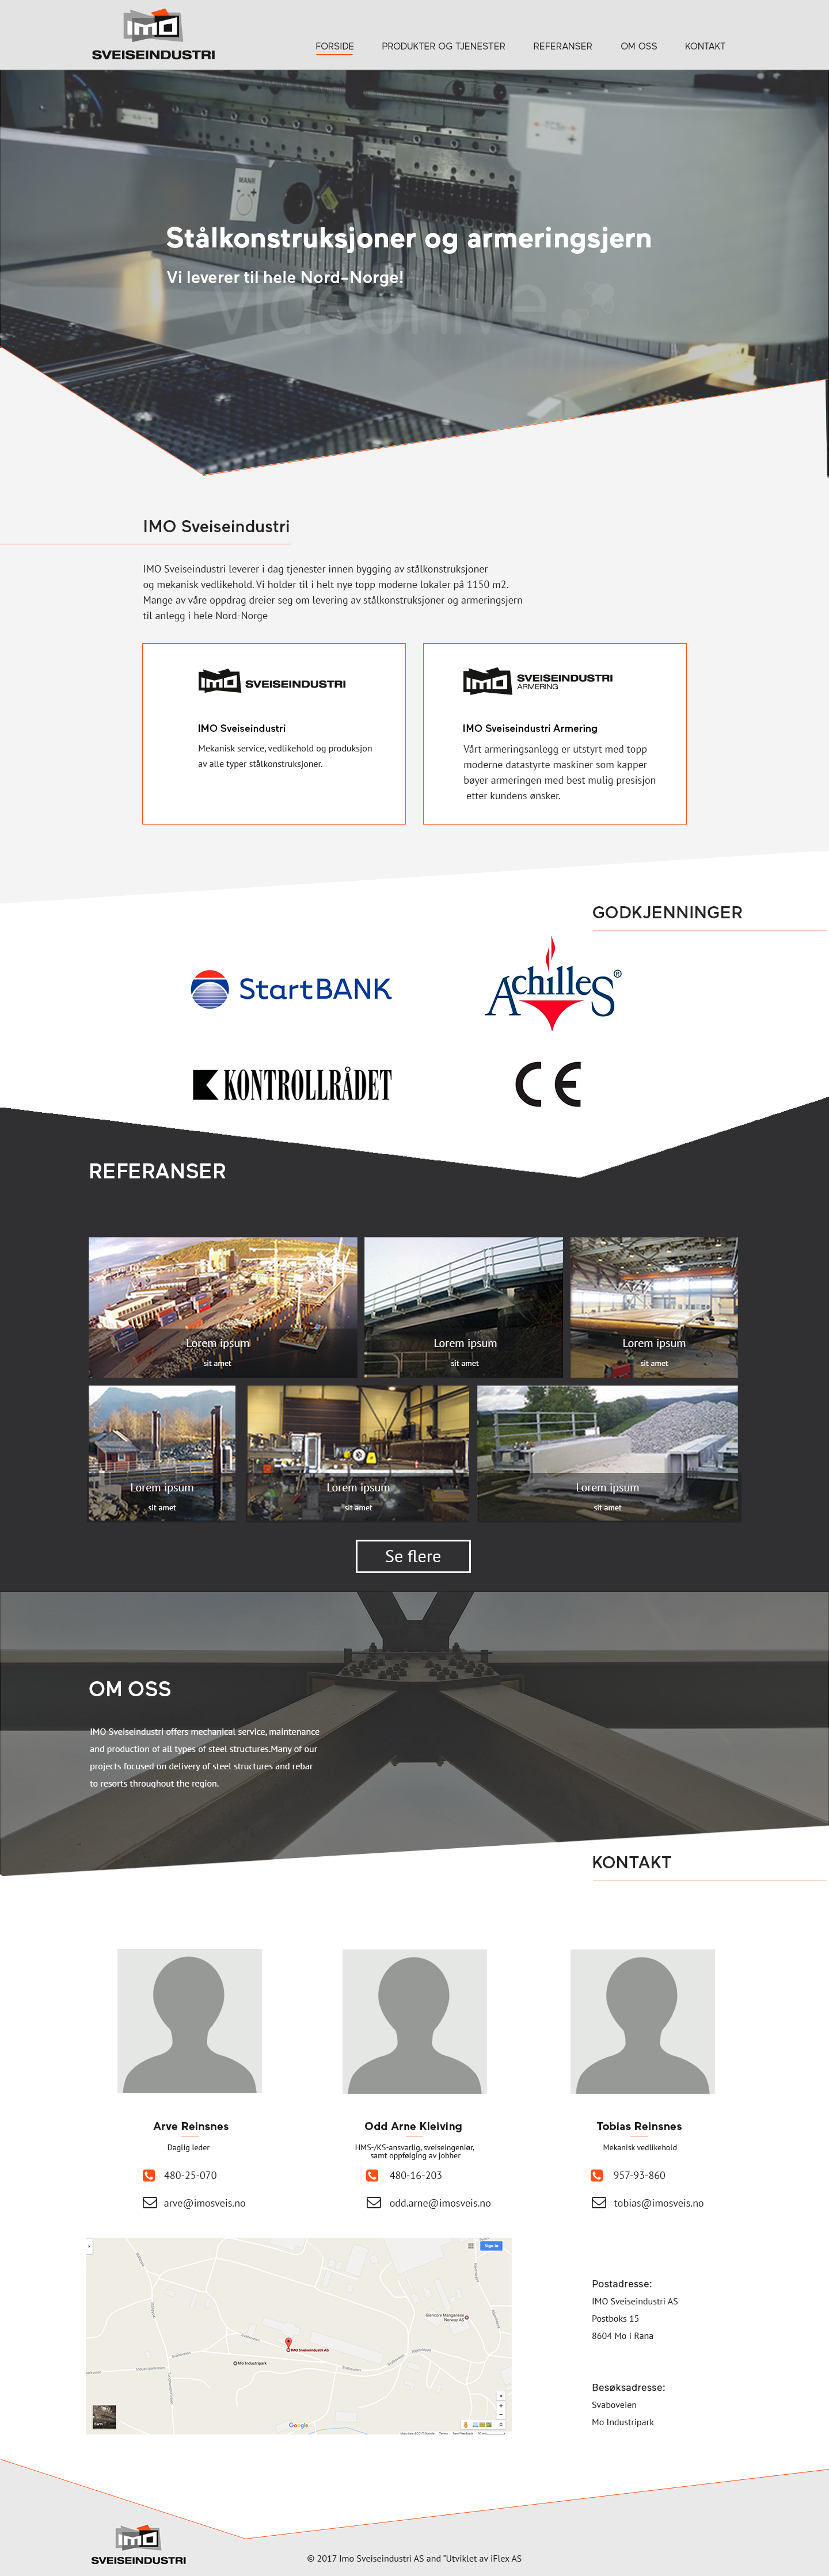 imo
SVEISEINDUSTRI
FORSIDE PRODUKTER OG TJENESTER REFERANSER OM OSS KONTAKT
MANR
Stålkonstruksjoner og armeringsjern
Vi leverer til hele Nord-Norge!
videohive
IMO Sveiseindustri
IMO Sveiseindustri leverer i dag tjenester innen bygging av stålkonstruksjoner
og mekanisk vedlikehold. Vi holder til i helt nye topp moderne lokaler på 1150 m2.
Mange av våre oppdrag dreier seg om levering av stålkonstruksjoner og armeringsjern
til anlegg i hele Nord-Norge
imo SVEISEINDUSTRI
IMO Sveiseindustri
Mekanisk service, vedlikehold og produksjon
av alle typer stålkonstruksjoner.
imo SVEISEINDUSTRI
ARMERING
IMO Sveiseindustri Armering
Vårt armeringsanlegg er utstyrt med topp
moderne datastyrte maskiner som kapper
bøyer armeringen med best mulig presisjon
etter kundens ønsker.
GODKJENNINGER
StartBANK
Achilles®
KONTROLLRÅDET
CE
REFERANSER
Lorem ipsum
sit amet
Lorem ipsum
sit amet
Lorem ipsum
sit amet
Lorem ipsum
sit amet
Lorem ipsum
sit amet
Lorem ipsum
sit amet
Se flere
OM OSS
IMO Sveiseindustri offers mechanical service, maintenance
and production of all types of steel structures.Many of our
projects focused on delivery of steel structures and rebar
to resorts throughout the region.
KONTAKT
Arve Reinsnes
Daglig leder
480-25-070
arve@imosveis.no
Odd Arne Kleiving
HMS-/KS-ansvarlig, sveiseingeniør,
samt oppfølging av jobber
480-16-203
odd.arne@imosveis.no
Tobias Reinsnes
Mekanisk vedlikehold
957-93-860
tobias@imosveis.no
Sign in
Glencore Manganese
Norway AS
IMO Sveiseindustri AS
Mo Industripark
Google
Postadresse:
IMO Sveiseindustri AS
Postboks 15
8604 Mo i Rana
Besøksadresse:
Svaboveien
Mo Industripark
imo
SVEISEINDUSTRI
© 2017 Imo Sveiseindustri AS and "Utviklet av iFlex AS